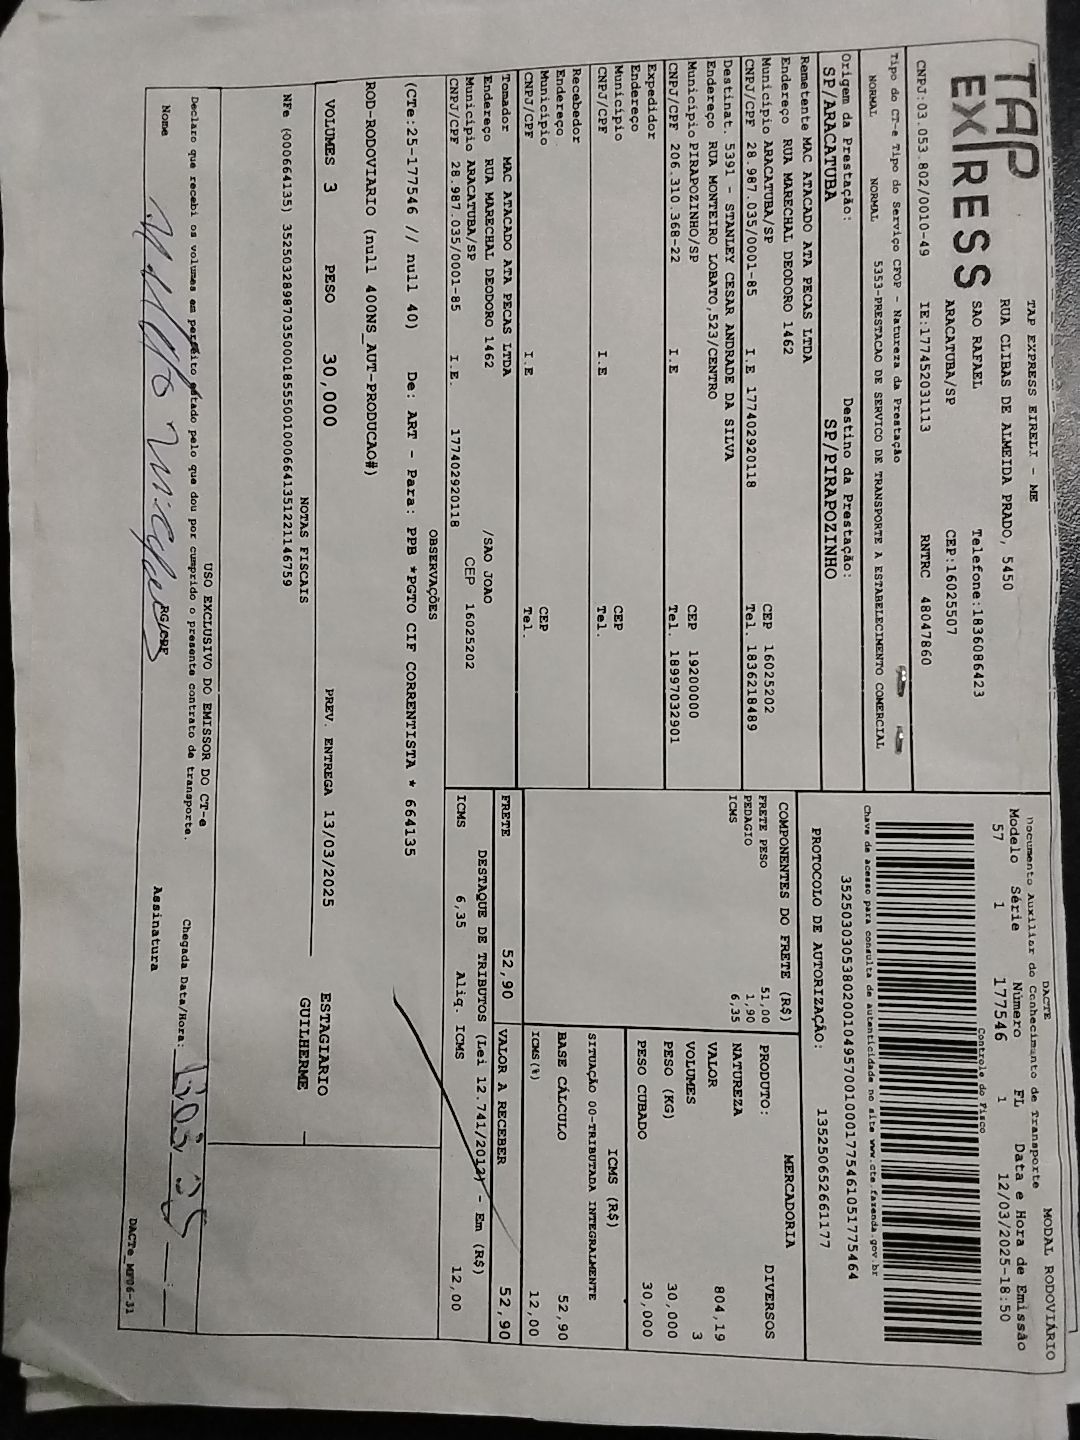 TAP
EXPRESS
TAP EXPRESS EIRELI - ME
RUA CLIBAS DE ALMEIDA PRADO, 5450
SAO RAFAEL Telefone:1836086423
ARACATUBA/SP CEP:16025507
CNPJ:03.053.802/0010-49 IE:177452031113 RNTRC 48047860
DACTE MODAL RODOVIÁRIO
Documento Auxiliar do Conhecimento de Transporte
Modelo Série Número FL Data e Hora de Emissão
57 1 177546 1 12/03/2025-18:50
Controle do Fisco
Chave de acesso para consulta de autenticidade no site www.cte.fazenda.gov.br
PROTOCOLO DE AUTORIZAÇÃO: 135250652661177
Tipo do CT-e Tipo do Serviço CFOP - Natureza da Prestação
NORMAL NORMAL 5353-PRESTACAO DE SERVICO DE TRANSPORTE A ESTABELECIMENTO COMERCIAL
Origem da Prestação: Destino da Prestação:
SP/ARACATUBA SP/PIRAPOZINHO
Remetente MAC ATACADO ATA PECAS LTDA
Endereço RUA MARECHAL DEODORO 1462
Município ARACATUBA/SP CEP 16025202
CNPJ/CPF 28.987.035/0001-85 I.E 177402920118 Tel. 1836218489
Destinat. 5391 - STANLEY CESAR ANDRADE DA SILVA
Endereço RUA MONTEIRO LOBATO,523/CENTRO
Município PIRAPOZINHO/SP CEP 19200000
CNPJ/CPF 206.310.368-22 I.E Tel. 18997032901
Expedidor
Endereço
Município CEP
CNPJ/CPF I.E Tel.
Recebedor
Endereço
Município CEP
CNPJ/CPF I.E Tel.
Tomador MAC ATACADO ATA PECAS LTDA
Endereço RUA MARECHAL DEODORO 1462 /SAO JOAO
Município ARACATUBA/SP CEP 16025202
CNPJ/CPF 28.987.035/0001-85 I.E 177402920118
COMPONENTES DO FRETE (R$)
FRETE PESO 51,00
PEDAGIO 1,90
ICMS 6,35
MERCADORIA
PRODUTO: DIVERSOS
NATUREZA
VALOR 804,19
VOLUMES 3
PESO (KG) 30,000
PESO CUBADO 30,000
ICMS (R$)
SITUAÇÃO 00-TRIBUTADA INTEGRALMENTE
BASE CÁLCULO 52,90
ICMS (%) 12,00
FRETE 52,90 VALOR A RECEBER 52,90
DESTAQUE DE TRIBUTOS (Lei 12.741/2012) - Em (R$)
ICMS 6,35 Aliq. ICMS 12,00
OBSERVAÇÕES
(CTe:25-177546 // null 40) De: ART - Para: PPB *PGTO CIF CORRENTISTA * 664135
ROD-RODOVIARIO (null 400NS_AUT-PRODUCAO#)
VOLUMES 3 PESO 30,000 PREV. ENTREGA 13/03/2025
ESTAGIARIO
GUILHERME
NOTAS FISCAIS
USO EXCLUSIVO DO EMISSOR DO CT-e
Declaro que recebi os volumes em perfeito estado pelo que dou por cumprido o presente contrato de transporte.
Chegada Data/Hora:
Nome RG/CPF Assinatura
DACTe_MF06-31